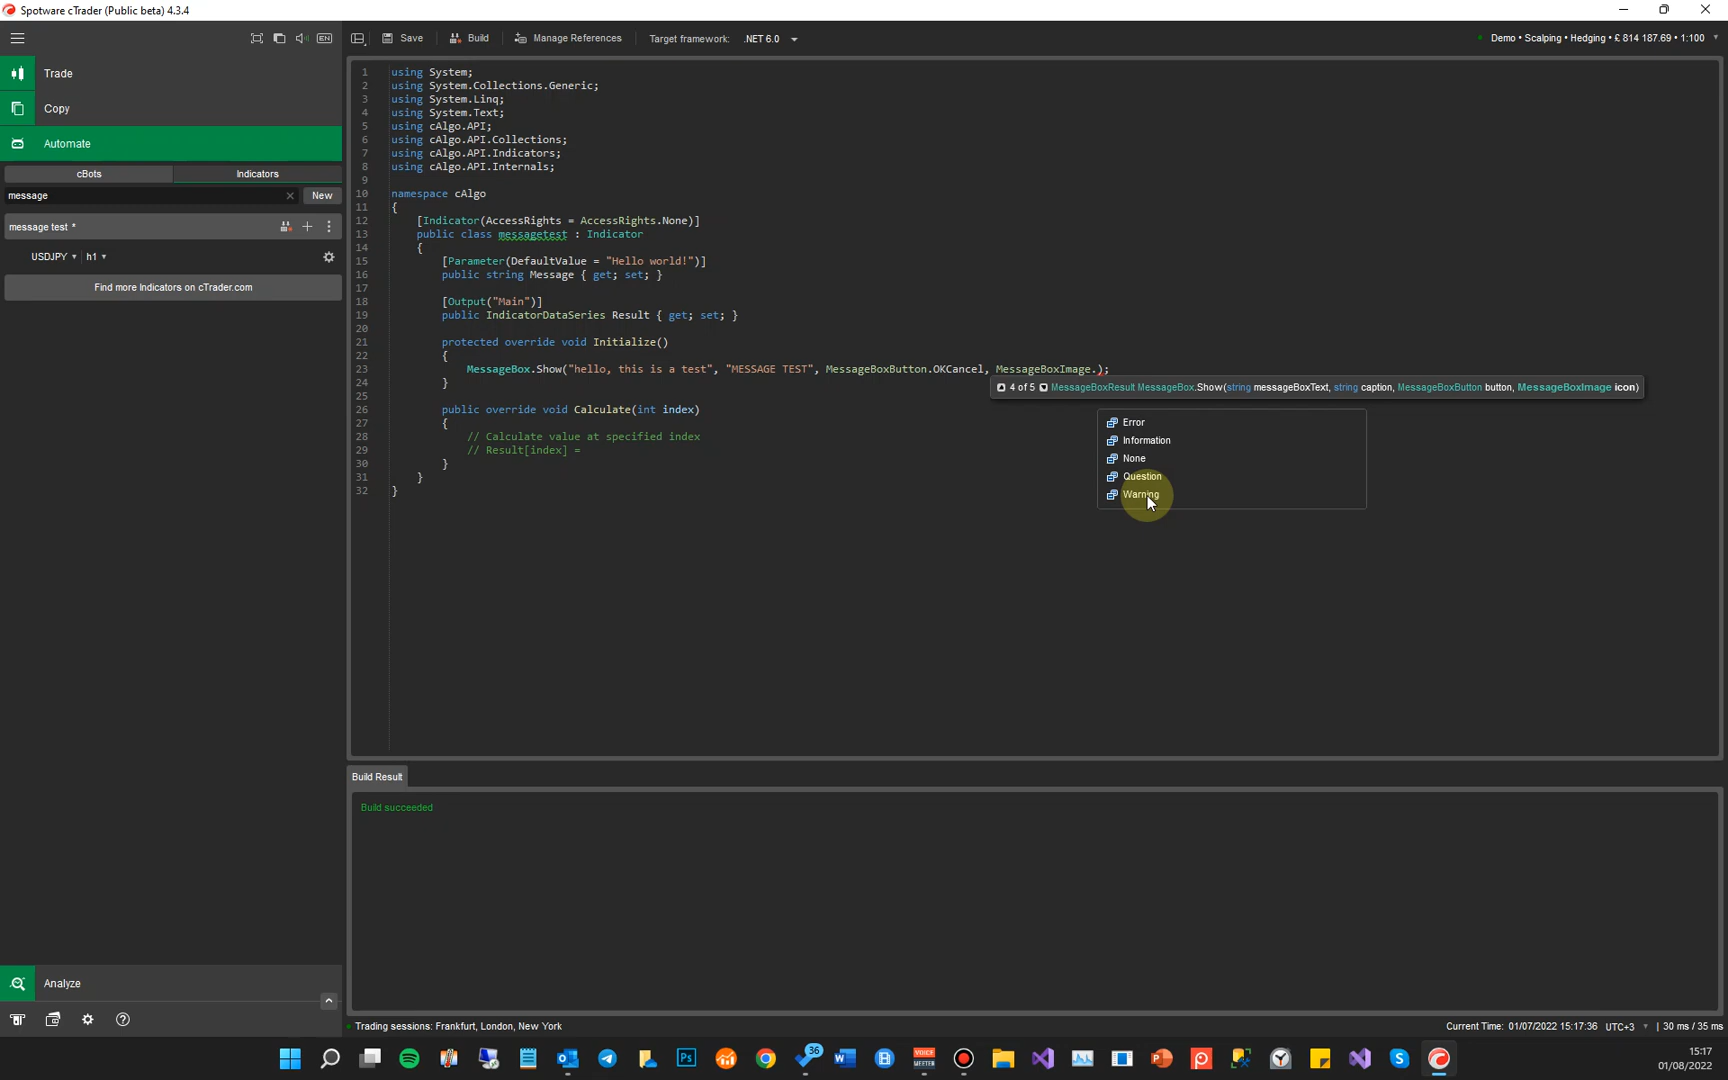 Spotware cTrader (Public beta) 4.3.4
EN
Save
Build
Manage References
Target framework:
.NET 6.0
Demo • Scalping • Hedging • £ 814 187.69 • 1:100
Trade
Copy
Automate
cBots
Indicators
message
New
message test *
USDJPY
h1
Find more Indicators on cTrader.com
1 using System;
2 using System.Collections.Generic;
3 using System.Linq;
4 using System.Text;
5 using cAlgo.API;
6 using cAlgo.API.Collections;
7 using cAlgo.API.Indicators;
8 using cAlgo.API.Internals;
9
10 namespace cAlgo
11 {
12 [Indicator(AccessRights = AccessRights.None)]
13 public class messagetest : Indicator
14 {
15 [Parameter(DefaultValue = "Hello world!")]
16 public string Message { get; set; }
17
18 [Output("Main")]
19 public IndicatorDataSeries Result { get; set; }
20
21 protected override void Initialize()
22 {
23 MessageBox.Show("hello, this is a test", "MESSAGE TEST", MessageBoxButton.OKCancel, MessageBoxImage.);
24 }
25
26 public override void Calculate(int index)
27 {
28 // Calculate value at specified index
29 // Result[index] =
30 }
31 }
32 }
4 of 5 MessageBoxResult MessageBox.Show(string messageBoxText, string caption, MessageBoxButton button, MessageBoxImage icon)
Error
Information
None
Question
Warning
Build Result
Build succeeded
Analyze
Trading sessions: Frankfurt, London, New York
Current Time: 01/07/2022 15:17:36 UTC+3 | 30 ms / 35 ms
36
VOICE
MEETER
15:17
01/08/2022